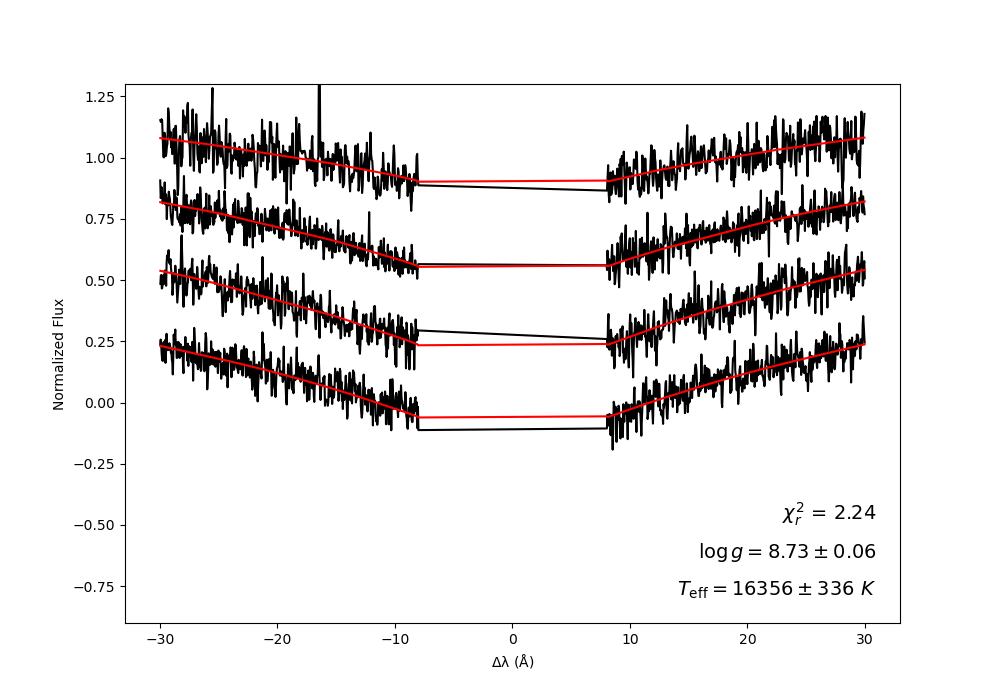 1.25
1.00
0.75
0.50
0.25
0.00
−0.25
−0.50
−0.75
Normalized Flux
χ²ᵣ = 2.24
log g = 8.73 ± 0.06
T_eff = 16356 ± 336 K
−30 −20 −10 0 10 20 30
Δλ (Å)